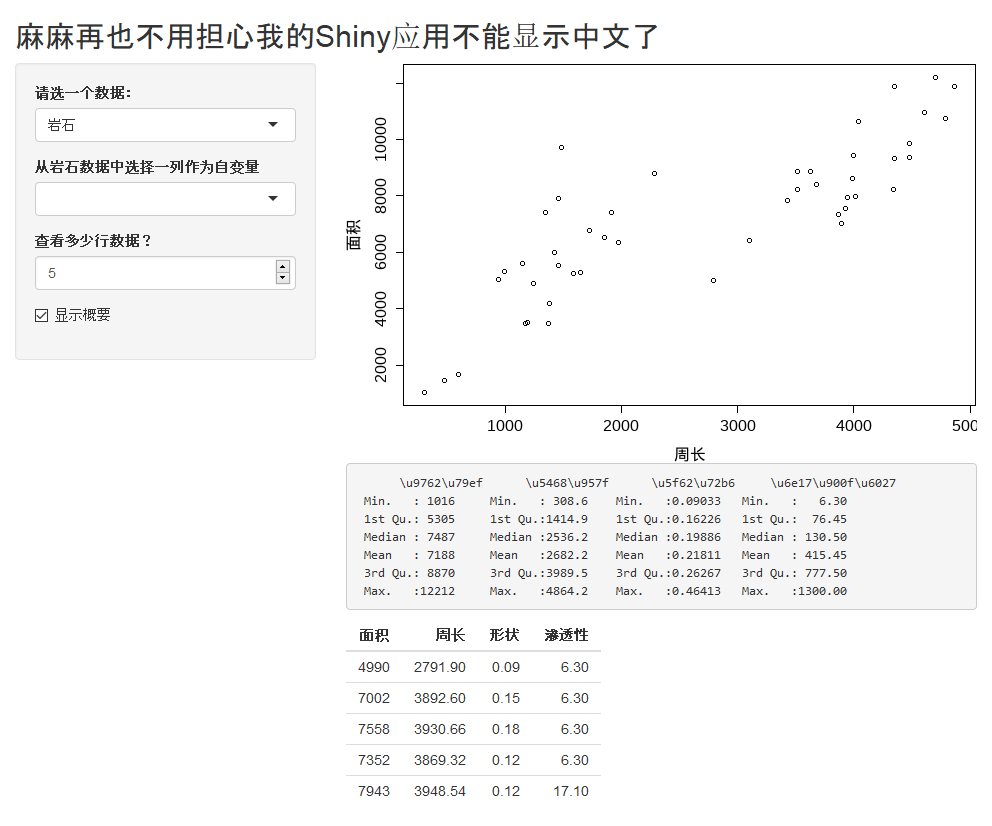 麻麻再也不用担心我的Shiny应用不能显示中文了
请选一个数据:
岩石
从岩石数据中选择一列作为自变量
查看多少行数据？
5
显示概要
面积
2000 4000 6000 8000 10000
1000 2000 3000 4000 500
周长
\u9762\u79ef \u5468\u957f \u5f62\u72b6 \u6e17\u900f\u6027
Min. : 1016 Min. : 308.6 Min. :0.09033 Min. : 6.30
1st Qu.: 5305 1st Qu.:1414.9 1st Qu.:0.16226 1st Qu.: 76.45
Median : 7487 Median :2536.2 Median :0.19886 Median : 130.50
Mean : 7188 Mean :2682.2 Mean :0.21811 Mean : 415.45
3rd Qu.: 8870 3rd Qu.:3989.5 3rd Qu.:0.26267 3rd Qu.: 777.50
Max. :12212 Max. :4864.2 Max. :0.46413 Max. :1300.00
面积 周长 形状 渗透性
4990 2791.90 0.09 6.30
7002 3892.60 0.15 6.30
7558 3930.66 0.18 6.30
7352 3869.32 0.12 6.30
7943 3948.54 0.12 17.10